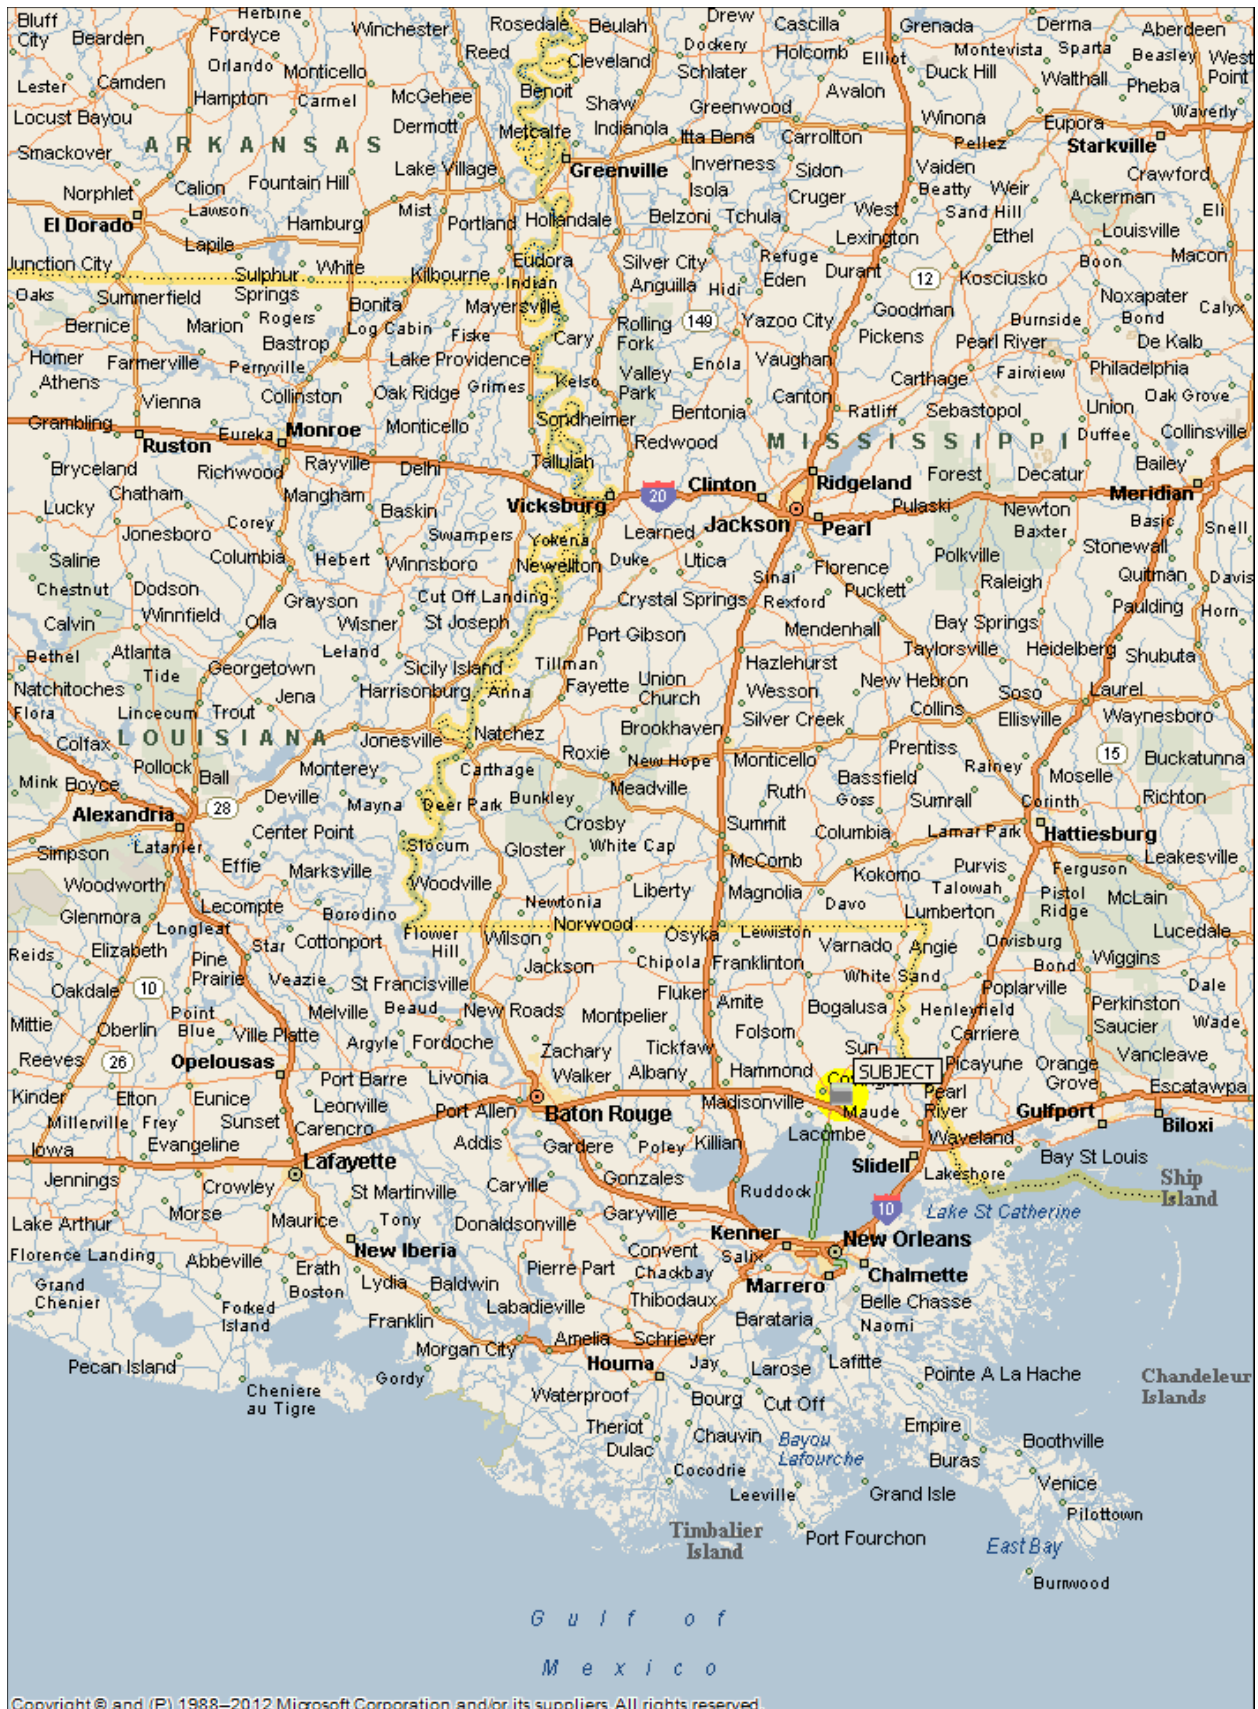 Bluff
City
Bearden
Herbine
Fordyce
Winchester
Rosedale
Beulah
Drew
Cascilla
Grenada
Derma
Aberdeen
Reed
Dockery
Holcomb
Elliot
Montevista
Sparta
Beasley
West
Point
Orlando
Monticello
Cleveland
Schlater
Duck Hill
Walthall
Pheba
Lester
Camden
Benoit
Avalon
Hampton
Carmel
McGehee
Shaw
Greenwood
Waverly
Locust Bayou
Dermott
Metcalfe
Indianola
Itta Bena
Carrollton
Winona
Eupora
ARKANSAS
Pellez
Starkville
Smackover
Lake Village
Greenville
Inverness
Sidon
Vaiden
Crawford
Norphlet
Calion
Fountain Hill
Isola
Cruger
Beatty
Weir
Ackerman
Lawson
Mist
Portland
Hollandale
Belzoni
Tchula
West
Sand Hill
Eli
El Dorado
Hamburg
Lexington
Ethel
Louisville
Lapile
Refuge
Boon
Macon
Junction City
Sulphur
Springs
White
Kilbourne
Eudora
Indian
Silver City
Anguilla
Hidi
Eden
Durant
12
Kosciusko
Oaks
Summerfield
Bonita
Mayersville
Noxapater
Bond
Calyx
Bernice
Marion
Rogers
Log Cabin
Fiske
Cary
Rolling
Fork
149
Yazoo City
Goodman
Burnside
Bastrop
Pickens
Pearl River
De Kalb
Homer
Farmerville
Perryville
Lake Providence
Enola
Vaughan
Fairview
Philadelphia
Athens
Collinston
Oak Ridge
Grimes
Kelso
Valley
Park
Carthage
Vienna
Canton
Oak Grove
Grambling
Monticello
Sondheimer
Bentonia
Ratliff
Sebastopol
Union
Ruston
Eureka
Monroe
Redwood
MISSISSIPPI
Duffee
Collinsville
Bryceland
Richwood
Rayville
Delhi
Tallulah
Forest
Decatur
Bailey
Chatham
Mangham
Vicksburg
20
Clinton
Ridgeland
Meridian
Lucky
Baskin
Jackson
Pearl
Pulaski
Newton
Jonesboro
Corey
Swampers
Yokena
Learned
Baxter
Basic
Snell
Saline
Columbia
Hebert
Winnsboro
Newellton
Duke
Utica
Polkville
Stonewall
Chestnut
Dodson
Sinai
Florence
Raleigh
Quitman
Davis
Calvin
Winnfield
Grayson
Cut Off Landing
Crystal Springs
Rexford
Puckett
Paulding
Horn
Olla
Wisner
St Joseph
Port Gibson
Mendenhall
Bay Springs
Bethel
Atlanta
Leland
Taylorsville
Heidelberg
Shubuta
Tide
Georgetown
Sicily Island
Tillman
Hazlehurst
Natchitoches
Jena
Harrisonburg
Anna
Fayette
Union
Church
Wesson
New Hebron
Soso
Laurel
Flora
Lincecum
Trout
Silver Creek
Collins
Ellisville
Waynesboro
Colfax
LOUISIANA
Jonesville
Natchez
Brookhaven
Prentiss
15
Pollock
Ball
Monterey
Carthage
Roxie
New Hope
Monticello
Rainey
Buckatunna
Mink
Boyce
Bassfield
Moselle
28
Deville
Mayna
Deer Park
Bunkley
Meadville
Ruth
Goss
Sumrall
Corinth
Richton
Alexandria
Center Point
Crosby
Summit
Columbia
Lamar Park
Hattiesburg
Simpson
Latanier
Effie
Slocum
Gloster
White Cap
Leakesville
Marksville
McComb
Kokomo
Purvis
Ferguson
Woodworth
Woodville
Liberty
Magnolia
Talowah
Pistol
Ridge
McLain
Glenmora
Lecompte
Borodino
Newtonia
Davo
Lumberton
Longleaf
Norwood
Elizabeth
Star
Cottonport
Flower
Hill
Wilson
Osyka
Lewiston
Varnado
Angie
Orvisburg
Lucedale
Reids
Pine
Prairie
Chipola
Franklinton
Bond
Wiggins
Oakdale
10
Veazie
St Francisville
Jackson
White Sand
Poplarville
Dale
Point
Blue
Melville
Beaud
New Roads
Fluker
Amite
Bogalusa
Henleyfield
Perkinston
Mittie
Oberlin
Ville Platte
Montpelier
Folsom
Carriere
Saucier
Wade
Argyle
Fordoche
Zachary
Tickfaw
Sun
Vancleave
Reeves
26
Opelousas
SUBJECT
Picayune
Orange
Grove
Port Barre
Livonia
Walker
Albany
Hammond
Pearl
River
Escatawpa
Kinder
Elton
Eunice
Leonville
Port Allen
Baton Rouge
Madisonville
Maude
Gulfport
Millerville
Frey
Sunset
Carencro
Biloxi
Iowa
Evangeline
Addis
Gardere
Poley
Killian
Lacombe
Waveland
Lafayette
Slidell
Bay St Louis
Jennings
Crowley
Gonzales
Lakeshore
Ship
Island
St Martinville
Carville
Ruddock
10
Lake Arthur
Morse
Maurice
Tony
Donaldsonville
Garyville
Lake St Catherine
Kenner
New Orleans
Florence Landing
Abbeville
New Iberia
Convent
Salix
Erath
Pierre Part
Chackbay
Chalmette
Grand
Chenier
Boston
Lydia
Baldwin
Marrero
Forked
Island
Labadieville
Thibodaux
Belle Chasse
Franklin
Barataria
Naomi
Morgan City
Amelia
Schriever
Pecan Island
Gordy
Houma
Jay
Larose
Lafitte
Cheniere
au Tigre
Pointe A La Hache
Chandeleur
Islands
Waterproof
Bourg
Cut Off
Theriot
Chauvin
Bayou
Lafourche
Empire
Dulac
Boothville
Buras
Cocodrie
Venice
Leeville
Grand Isle
Pilottown
Timbalier
Island
Port Fourchon
East Bay
Burrwood
Gulf of
Mexico
Copyright © and (P) 1988–2012 Microsoft Corporation and/or its suppliers. All rights reserved.